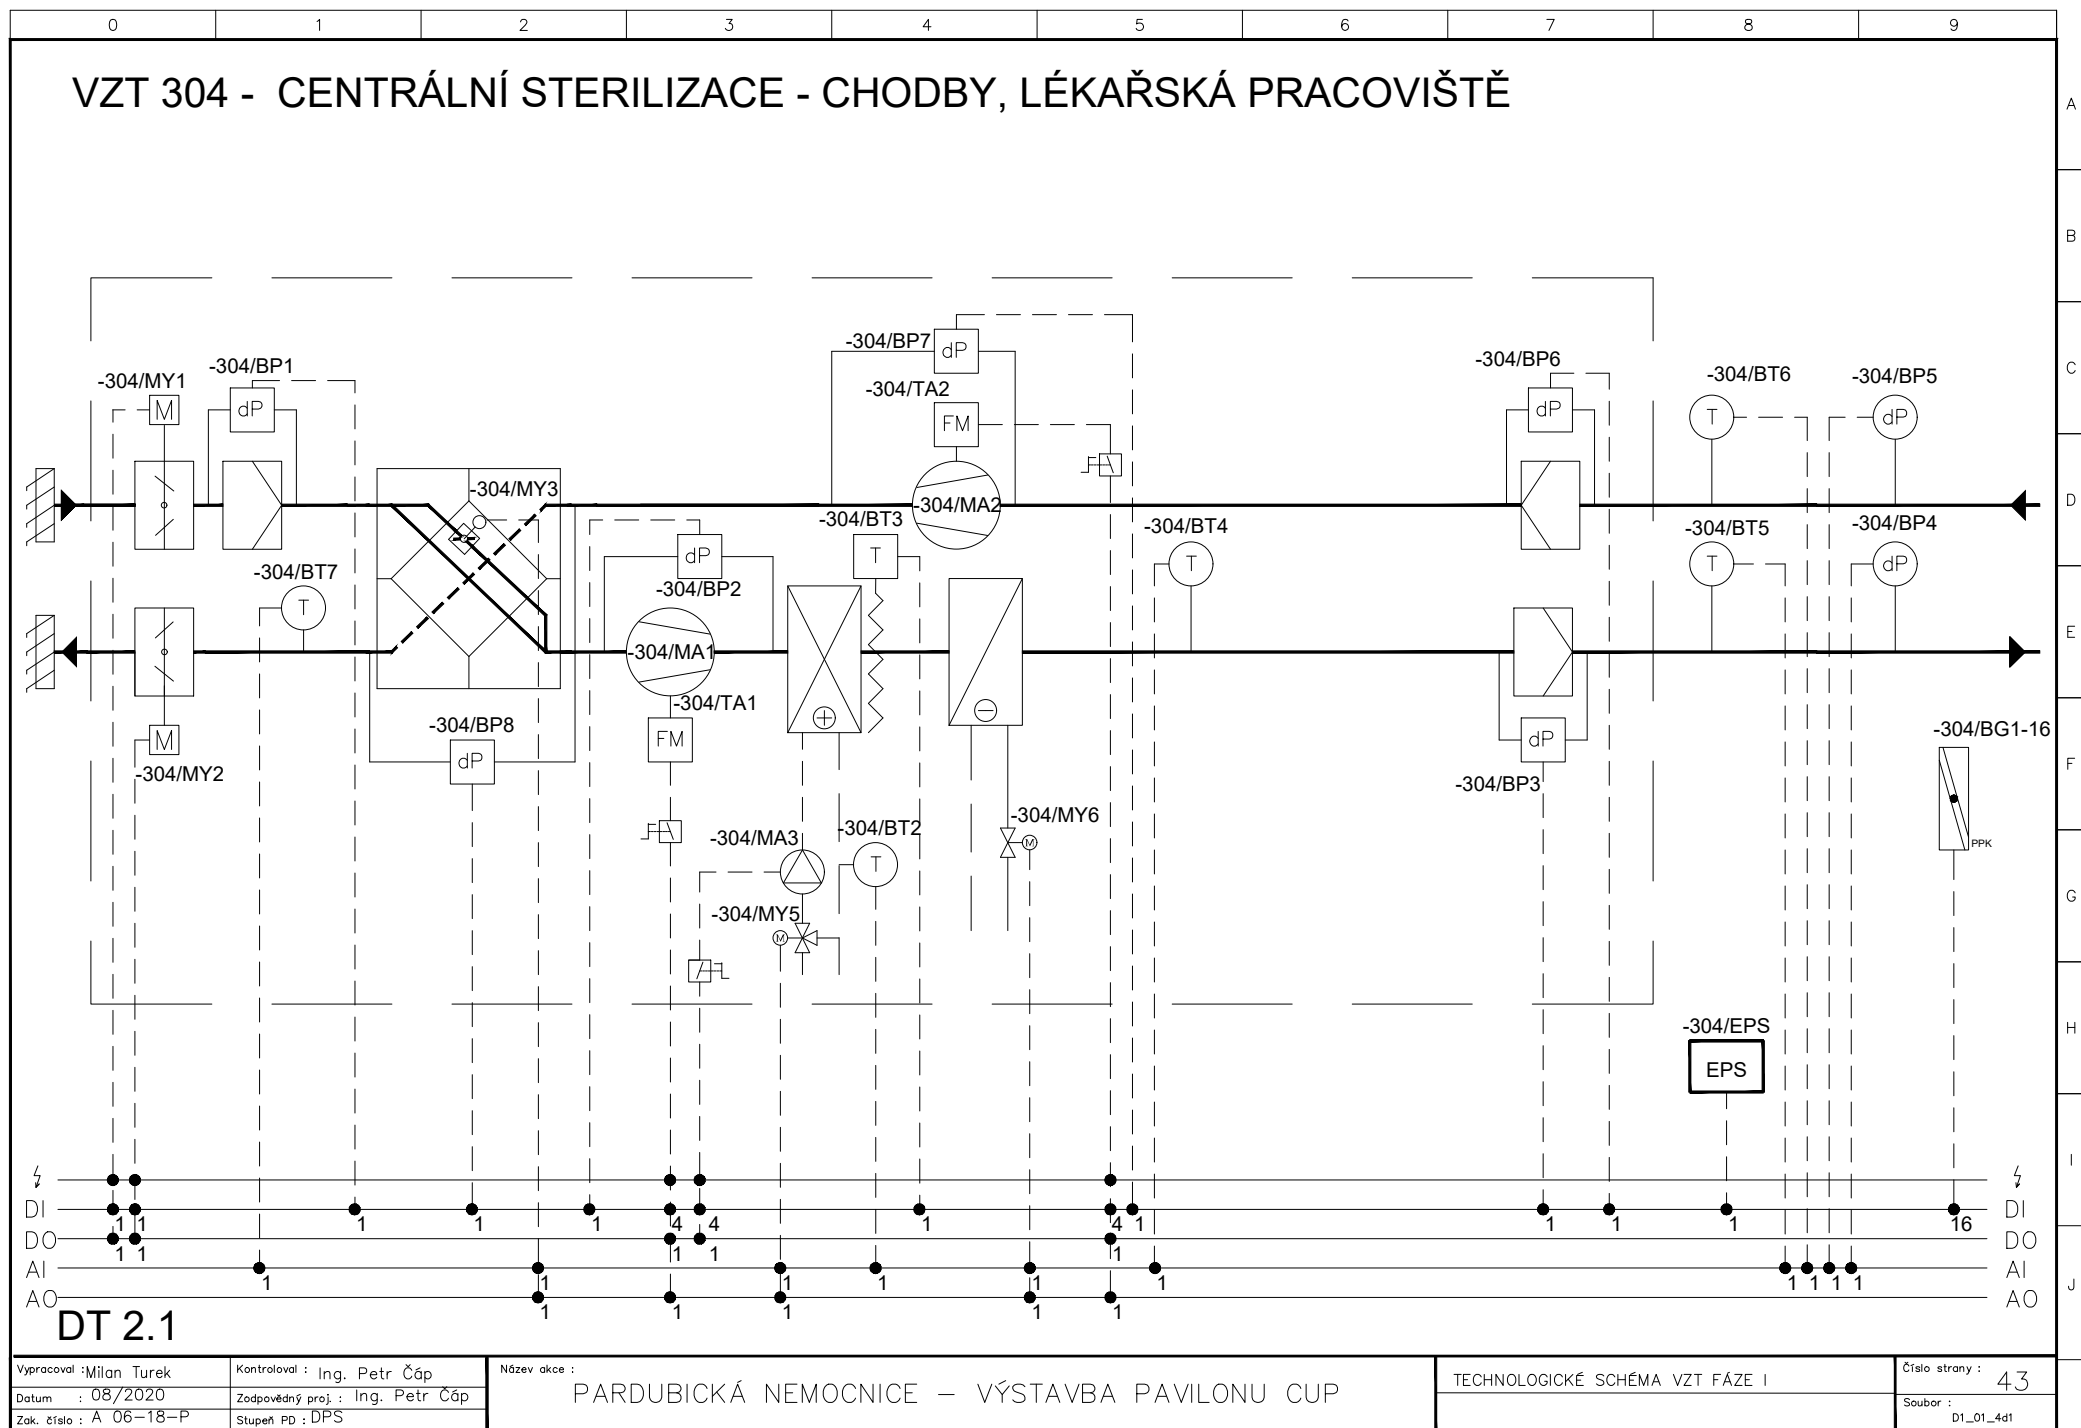 0 1 2 3 4 5 6 7 8 9
VZT 304 - CENTRÁLNÍ STERILIZACE - CHODBY, LÉKAŘSKÁ PRACOVIŠTĚ
A
B
C
D
E
F
G
H
I
J
-304/MY1
M
-304/BP1
dP
-304/BP7
dP
-304/TA2
FM
-304/BP6
dP
-304/BT6
T
-304/BP5
dP
-304/MY3
-304/MA2
-304/BT7
T
dP
-304/BP2
-304/BT3
T
-304/BT4
T
-304/BT5
T
-304/BP4
dP
-304/MA1
-304/TA1
FM
M
-304/MY2
-304/BP8
dP
dP
-304/BP3
-304/BG1-16
PPK
-304/MA3
-304/BT2
T
-304/MY6
M
-304/MY5
M
-304/EPS
EPS
DI 1 1 1 1 1 4 4 1 4 1 1 1 1 16 DI
DO 1 1 1 1 1 DO
AI 1 1 1 1 1 1 1 1 1 1 AI
AO 1 1 1 1 1 AO
DT 2.1
Vypracoval : Milan Turek
Datum : 08/2020
Zak. číslo : A 06-18-P
Kontroloval : Ing. Petr Čáp
Zodpovědný proj. : Ing. Petr Čáp
Stupeň PD : DPS
Název akce :
PARDUBICKÁ NEMOCNICE – VÝSTAVBA PAVILONU CUP
TECHNOLOGICKÉ SCHÉMA VZT FÁZE I
Číslo strany :
43
Soubor :
D1_01_4d1